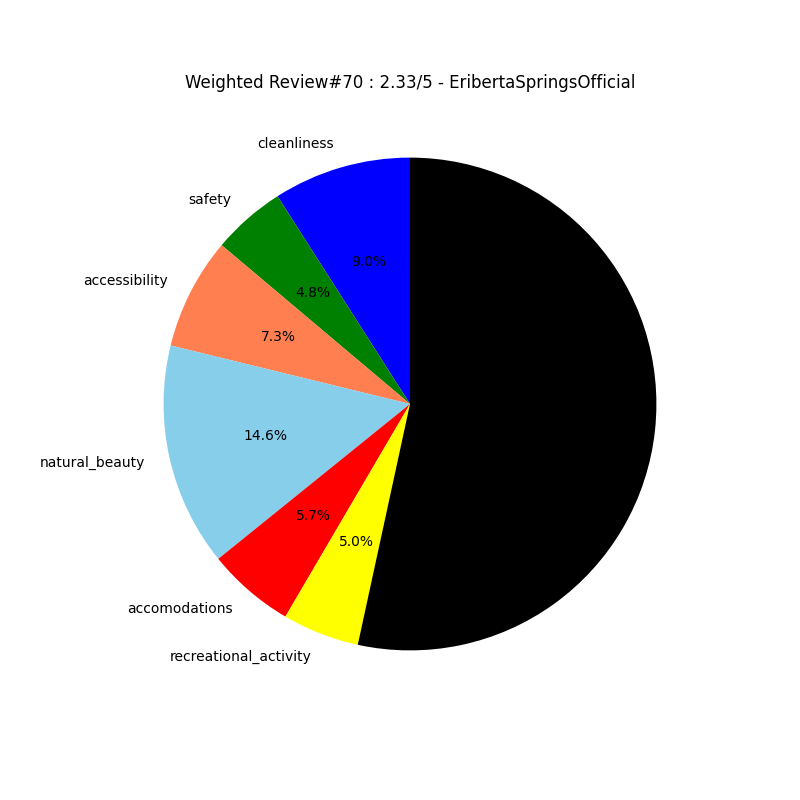 Weighted Review#70 : 2.33/5 - EribertaSpringsOfficial
cleanliness
safety
9.0%
accessibility
4.8%
7.3%
14.6%
natural_beauty
5.7%
5.0%
accomodations
recreational_activity